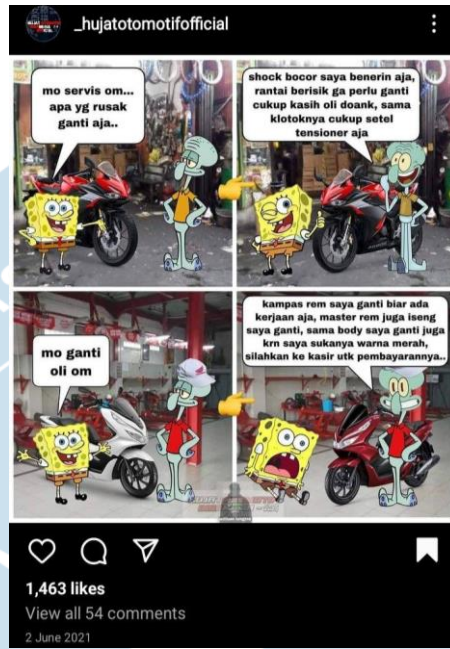 _hujatotomotifofficial
mo servis om...
apa yg rusak
ganti aja..
shock bocor saya benerin aja,
rantai berisik ga perlu ganti
cukup kasih oli doank, sama
klotoknya cukup setel
tensioner aja
mo ganti
oli om
kampas rem saya ganti biar ada
kerjaan aja, master rem juga iseng
saya ganti, sama body saya ganti juga
krn saya sukanya warna merah,
silahkan ke kasir utk pembayarannya..
1,463 likes
View all 54 comments
2 June 2021